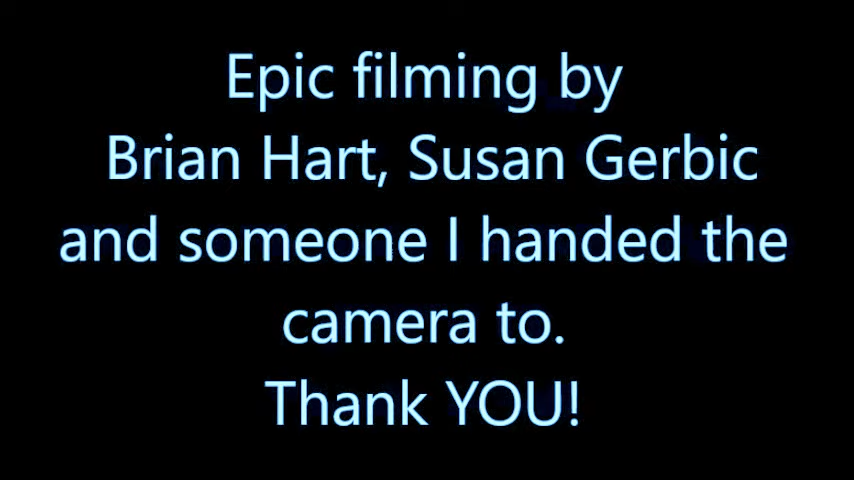 Epic filming by
Brian Hart, Susan Gerbic
and someone I handed the
camera to.
Thank YOU!